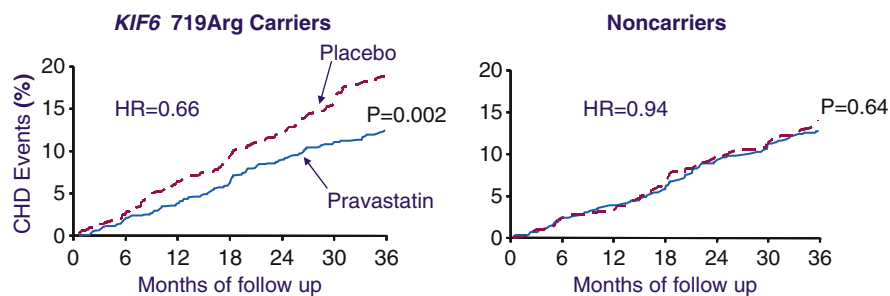 KIF6 719Arg Carriers
CHD Events (%)
20
15
10
5
0
Placebo
HR=0.66
P=0.002
Pravastatin
0 6 12 18 24 30 36
Months of follow up
Noncarriers
20
15
10
5
0
HR=0.94
P=0.64
0 6 12 18 24 30 36
Months of follow up